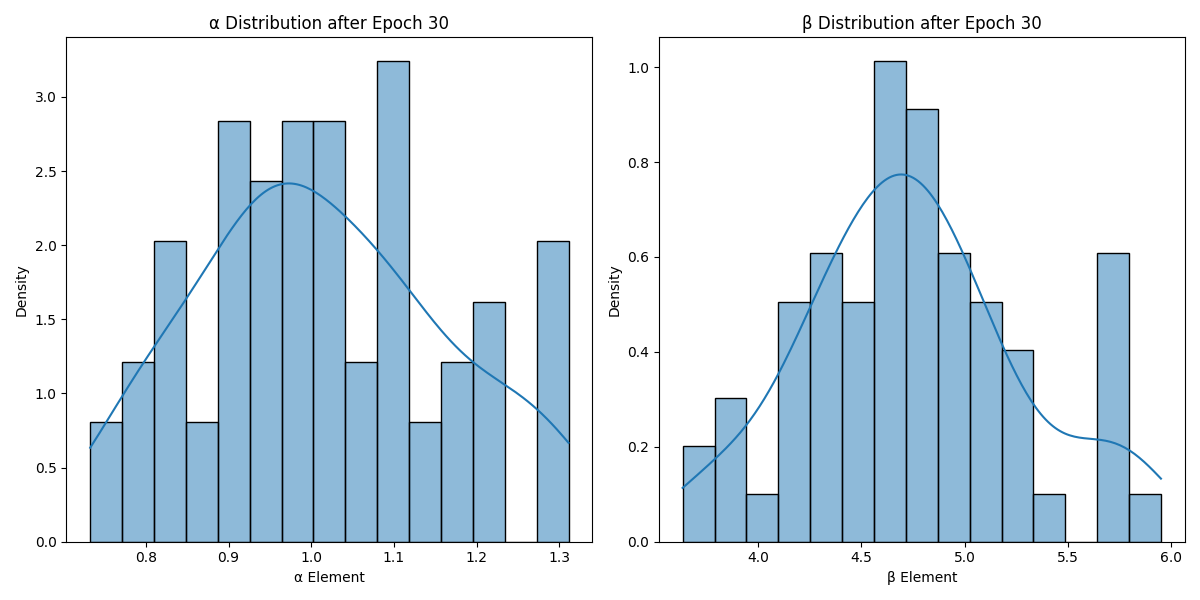 α Distribution after Epoch 30
Density
3.0
2.5
2.0
1.5
1.0
0.5
0.0
0.8 0.9 1.0 1.1 1.2 1.3
α Element
β Distribution after Epoch 30
Density
1.0
0.8
0.6
0.4
0.2
0.0
4.0 4.5 5.0 5.5 6.0
β Element